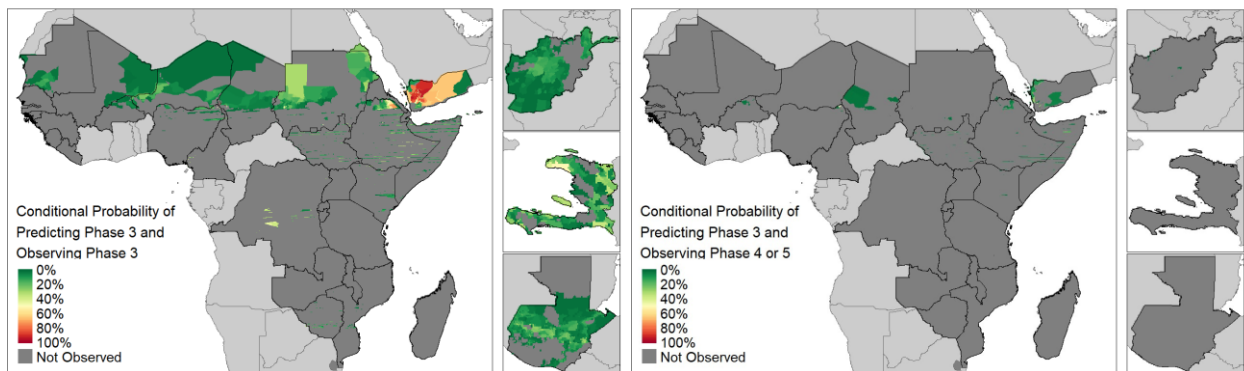 Conditional Probability of
Predicting Phase 3 and
Observing Phase 3
0%
20%
40%
60%
80%
100%
Not Observed
Conditional Probability of
Predicting Phase 3 and
Observing Phase 4 or 5
0%
20%
40%
60%
80%
100%
Not Observed